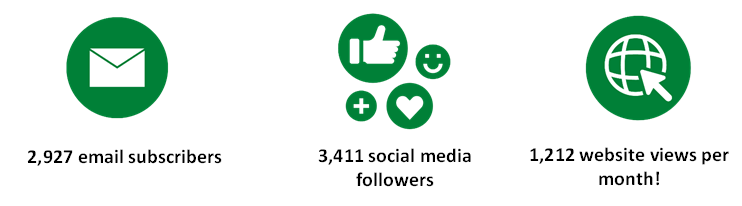 2,927 email subscribers
3,411 social media
followers
1,212 website views per
month!